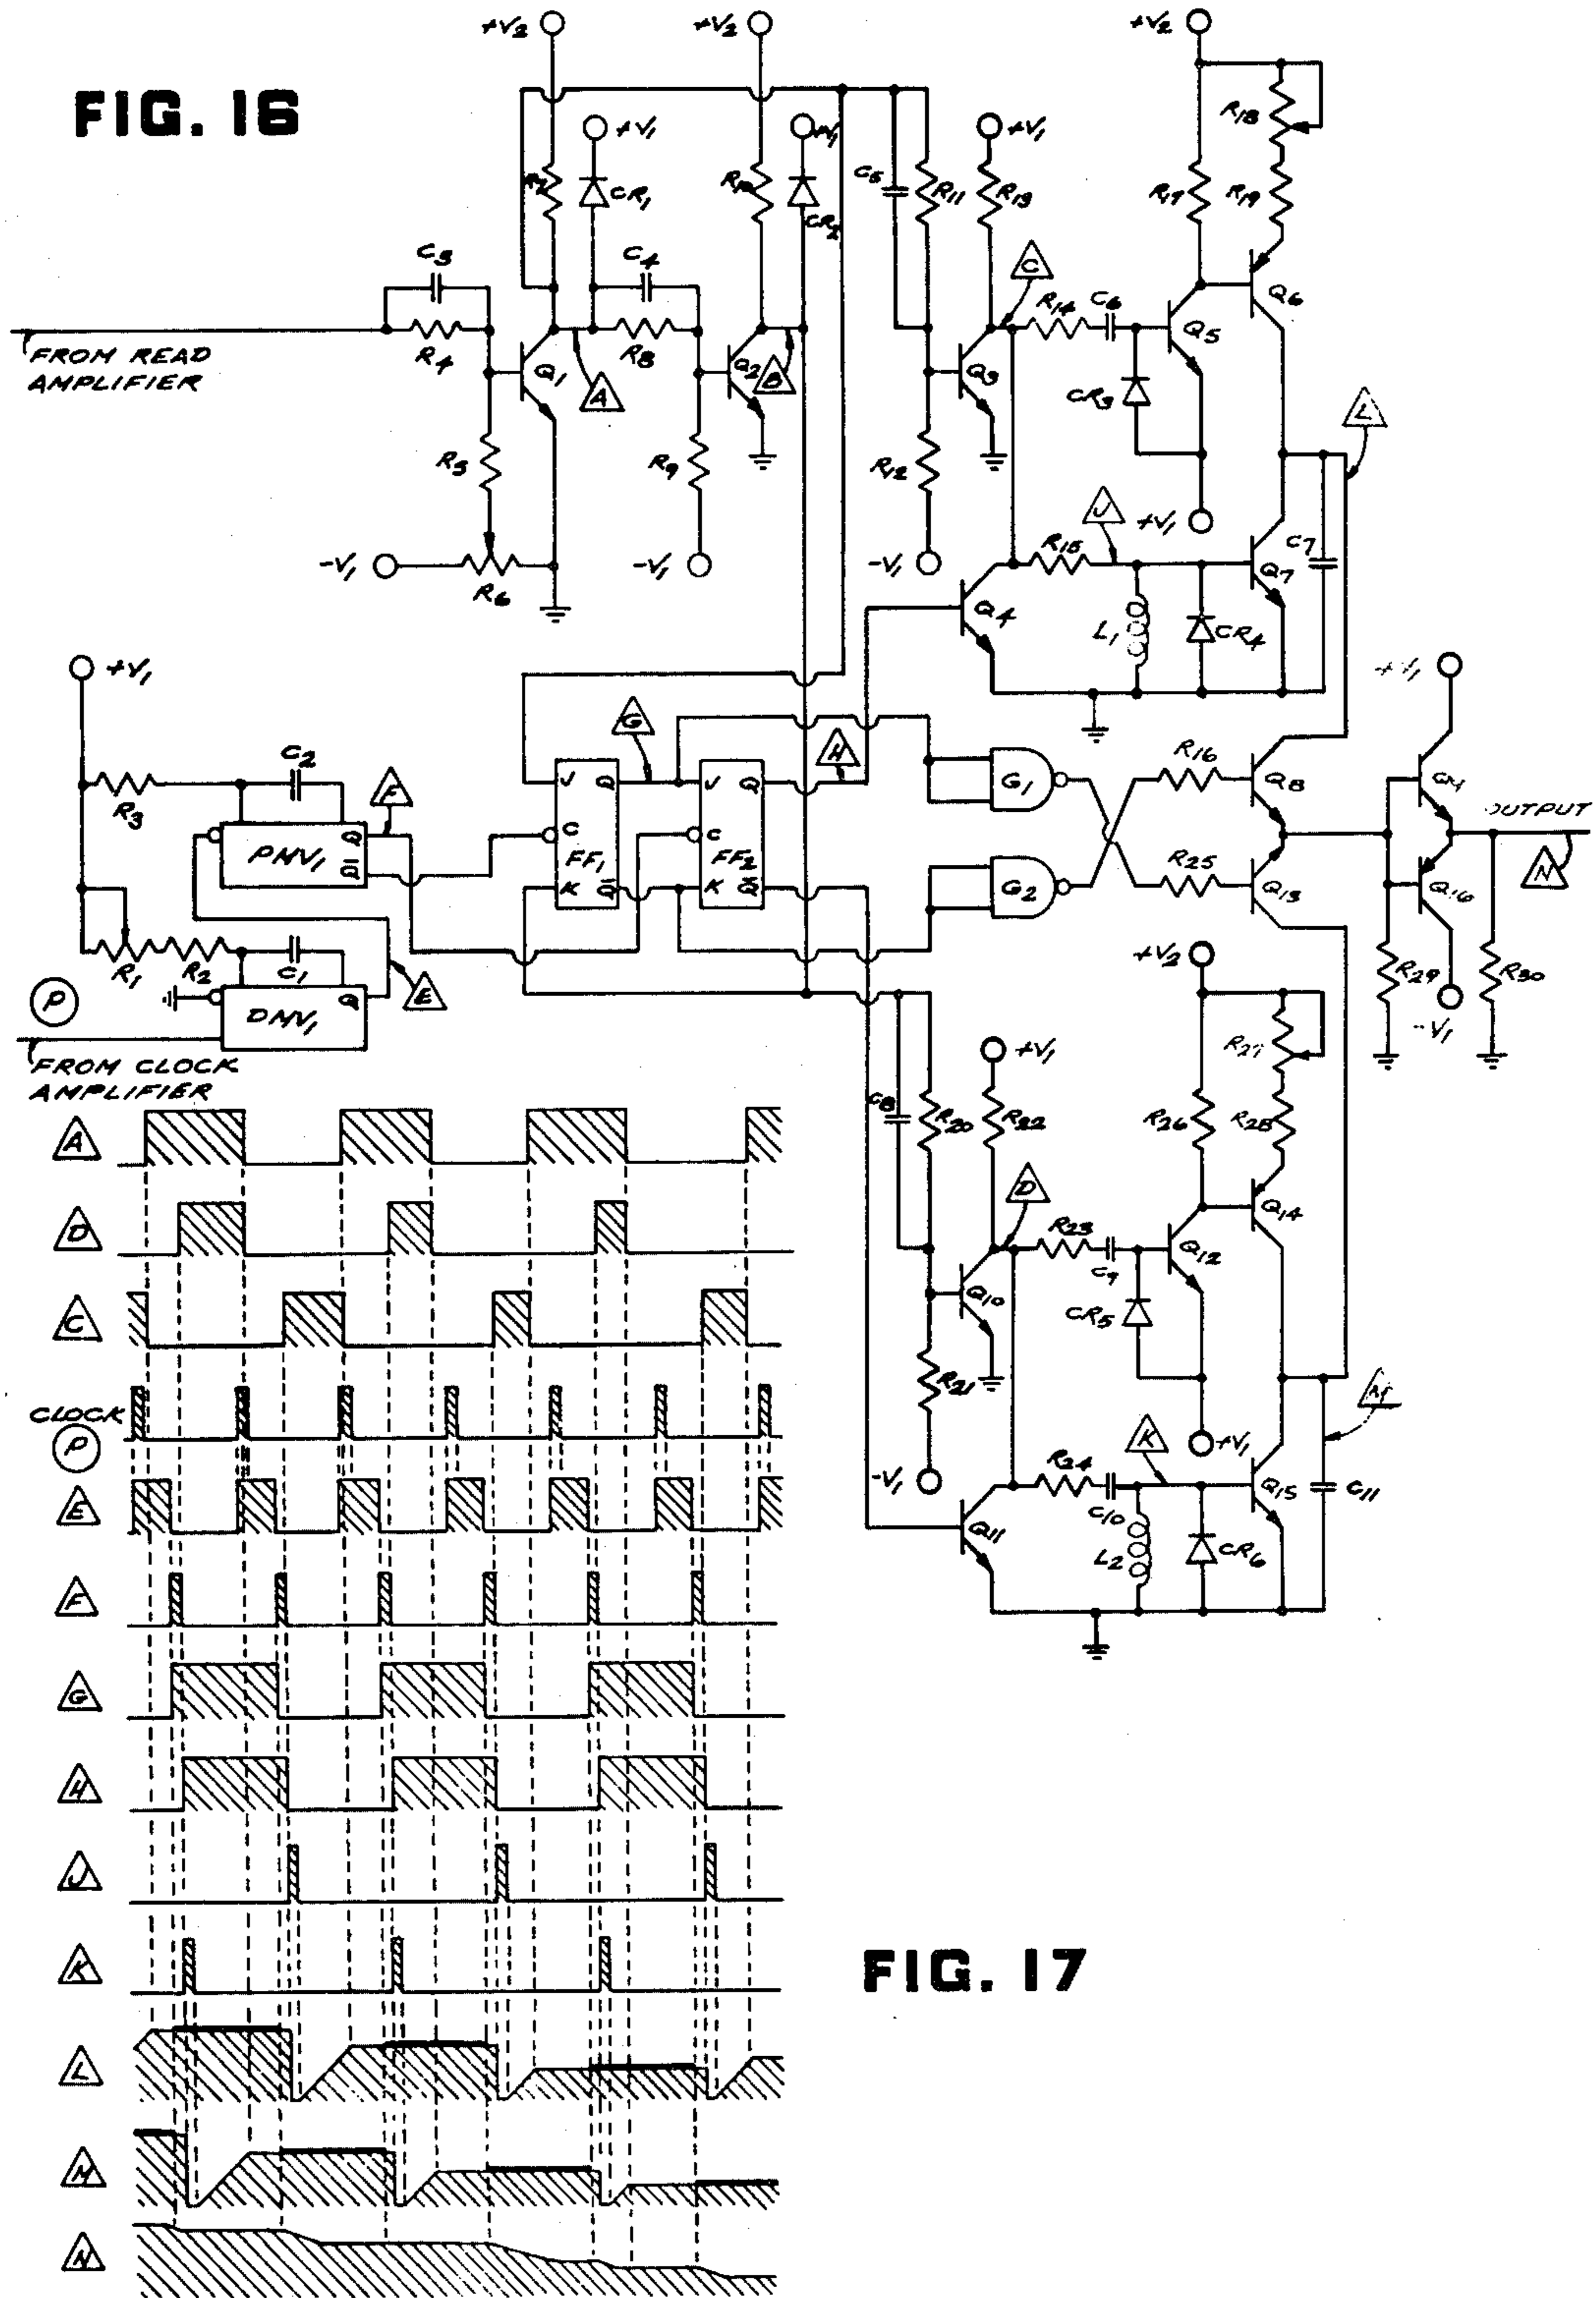 FIG. 16
+V2
+V2
+V2
+V1
+V1
+V1
R7
CR1
R10
CR2
C5
R11
R13
R17
R18
R19
C3
R4
C4
R8
C
R14
C6
Q5
Q6
FROM READ
AMPLIFIER
Q1
A
Q2
B
Q3
CR3
L
R5
R9
R12
J
+V1
-V1
R6
-V1
-V1
R15
Q7
C7
Q4
L1
CR4
+V1
+V1
G
H
C2
R3
F
J
Q
J
Q
G1
R16
Q8
OUTPUT
PMV1
Q
Q̅
C
FF1
C
FF2
R25
Q13
Q16
N
K
Q̅
K
Q̅
G2
R1
R2
C1
E
+V2
R29
R30
P
DMV1
Q
-V1
FROM CLOCK
AMPLIFIER
+V1
R27
C8
R20
R22
R26
R28
A
D
Q14
D
R23
C9
Q12
Q10
CR5
C
R21
M
CLOCK
P
K
+V1
-V1
R24
C10
Q15
C11
E
Q11
L2
CR6
F
G
H
J
K
FIG. 17
L
M
N